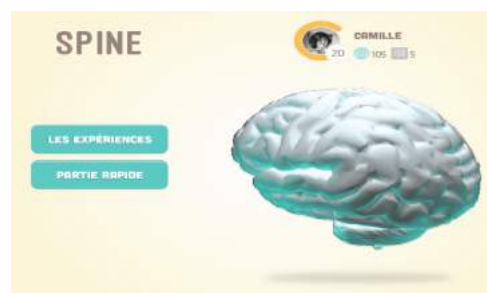 SPINE
CAMILLE
20 105 5
LES EXPÉRIENCES
PARTIE RAPIDE